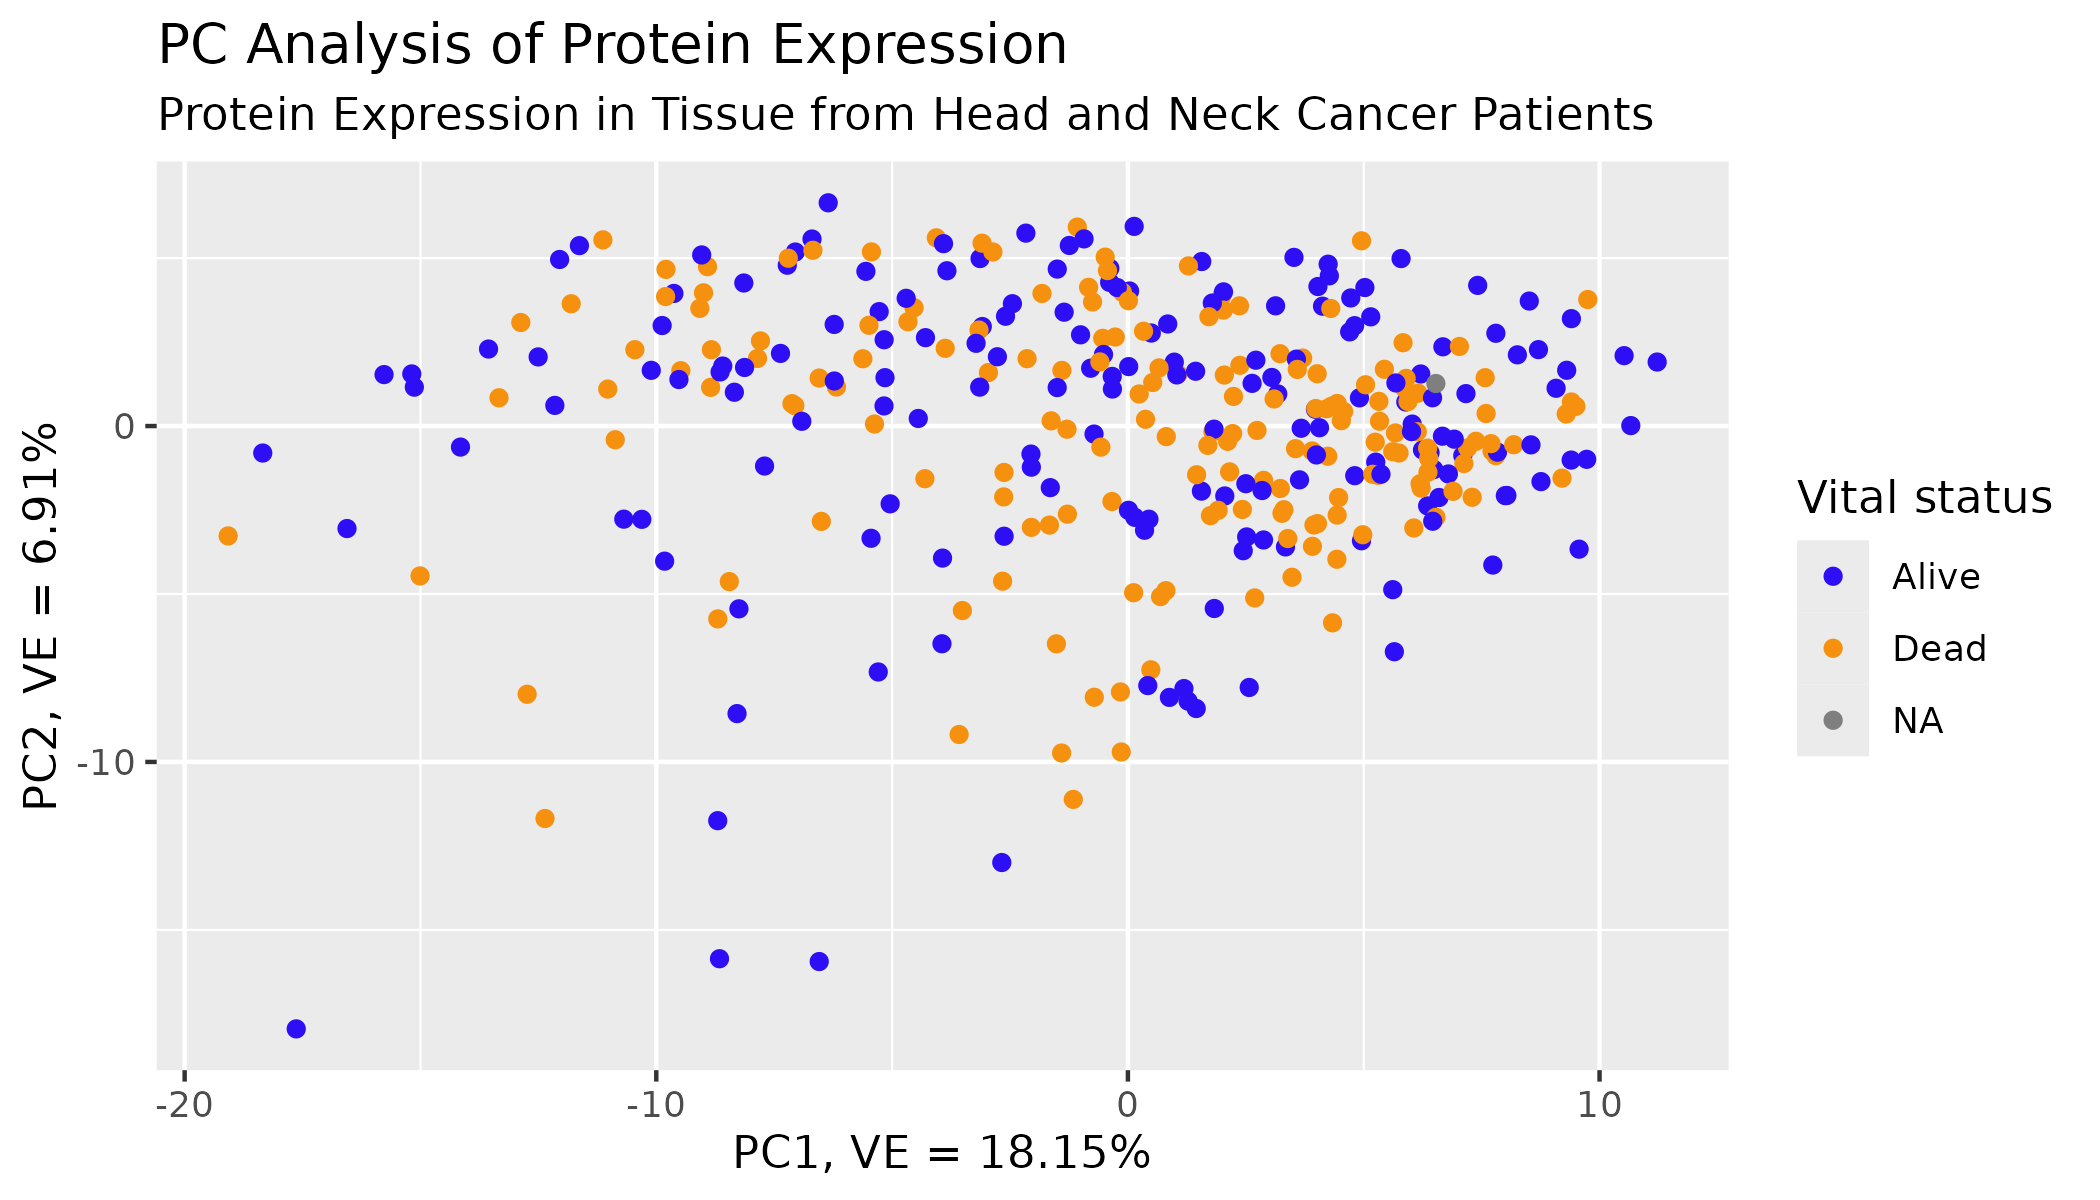 PC Analysis of Protein Expression
Protein Expression in Tissue from Head and Neck Cancer Patients
PC2, VE = 6.91%
0
-10
-20
-10
0
10
PC1, VE = 18.15%
Vital status
Alive
Dead
NA